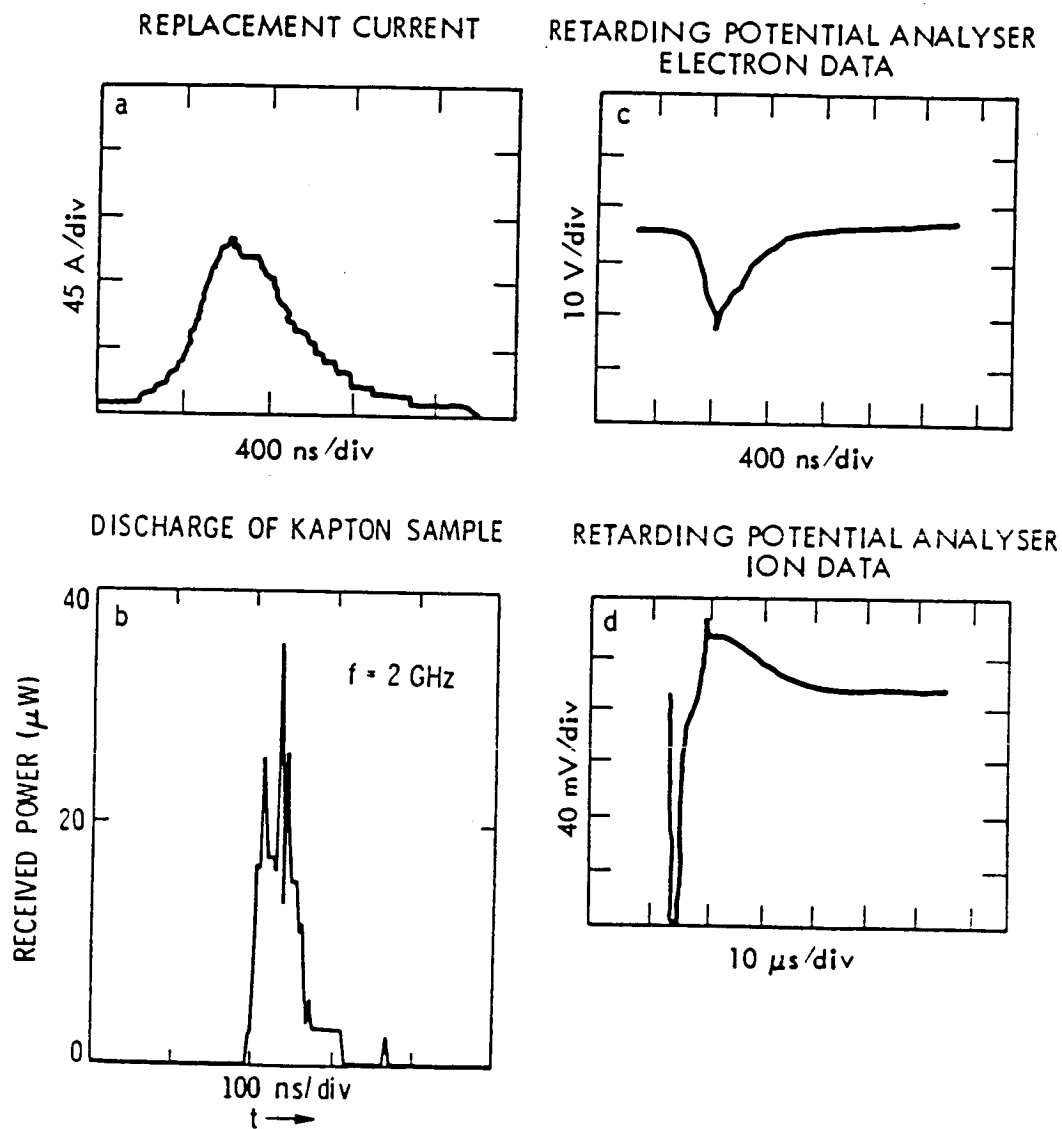 REPLACEMENT CURRENT
a
45 A/div
400 ns/div
RETARDING POTENTIAL ANALYSER
ELECTRON DATA
c
10 V/div
400 ns/div
DISCHARGE OF KAPTON SAMPLE
40
b
f = 2 GHz
RECEIVED POWER (μW)
20
0
100 ns/div
t
RETARDING POTENTIAL ANALYSER
ION DATA
d
40 mV/div
10 μs/div